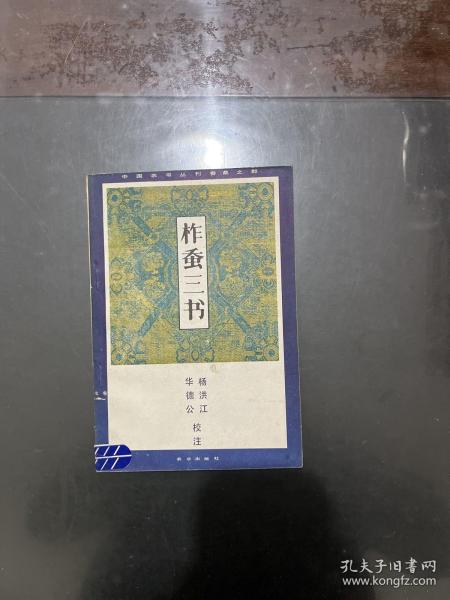 中国农书丛刊蚕桑之部
柞蚕三书
杨洪江
华德公
校注
农业出版社
孔夫子旧书网
www.kongfz.com